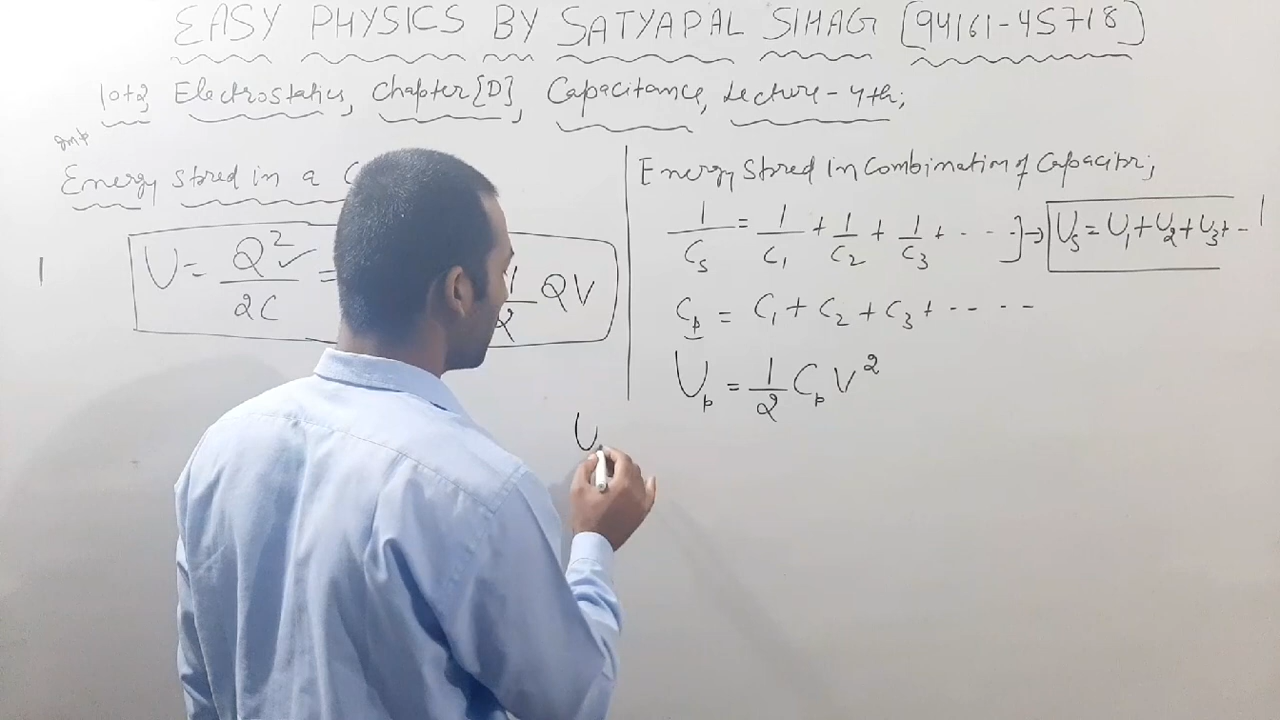 EASY PHYSICS BY SATYAPAL SIHAG [94161-45718]
10+2, Electrostatics, Chapter[D], Capacitance, Lecture - 4th;
Imp
Energy stored in a C
U = Q²✓/2C = 1/2 QV
1
Energy stored in Combination of Capacitor;
1/Cs = 1/C₁ + 1/C₂ + 1/C₃ + - - - -] → Us = U₁ + U₂ + U₃ + - -
Cp = C₁ + C₂ + C₃ + - - - -
Up = 1/2 Cp V²
U